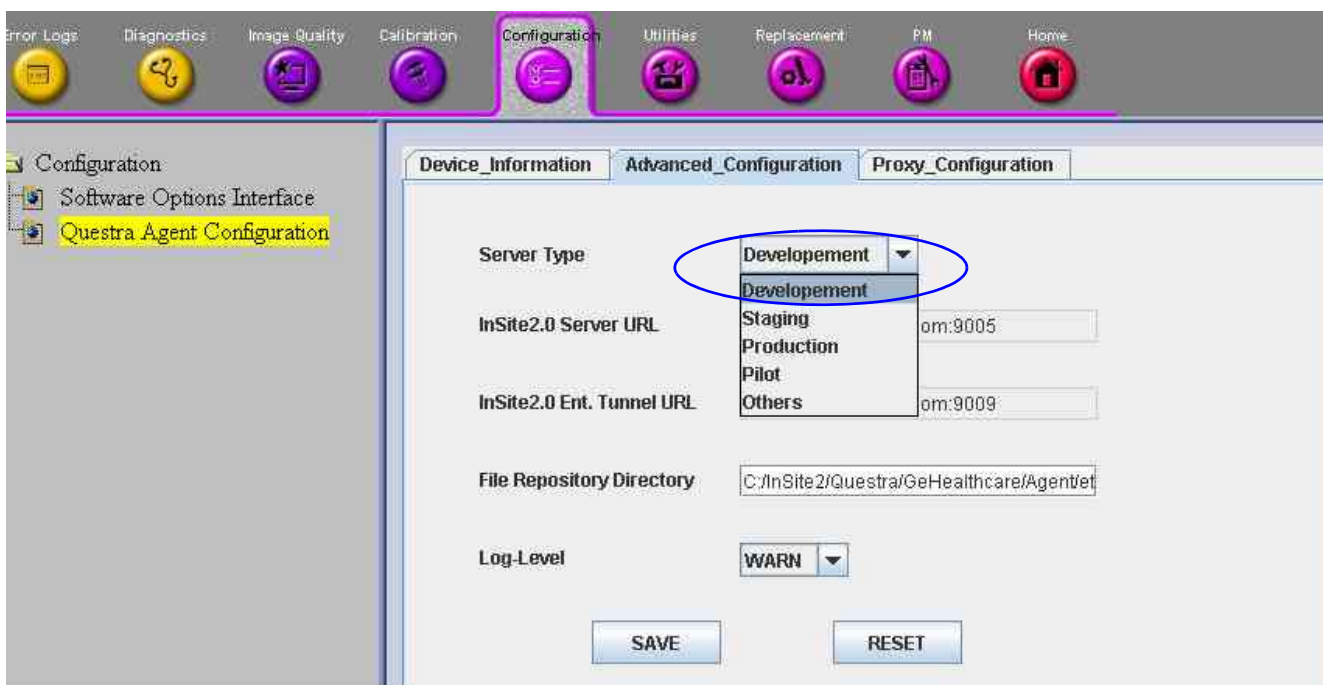 Error Logs Diagnostics Image Quality Calibration Configuration Utilities Replacement PM Home
Configuration
Software Options Interface
Questra Agent Configuration
Device_Information Advanced_Configuration Proxy_Configuration
Server Type Developement
Developement
Staging
InSite2.0 Server URL om:9005
Production
Pilot
InSite2.0 Ent. Tunnel URL Others om:9009
File Repository Directory C:/InSite2/Questra/GeHealthcare/Agent/et
Log-Level WARN
SAVE RESET